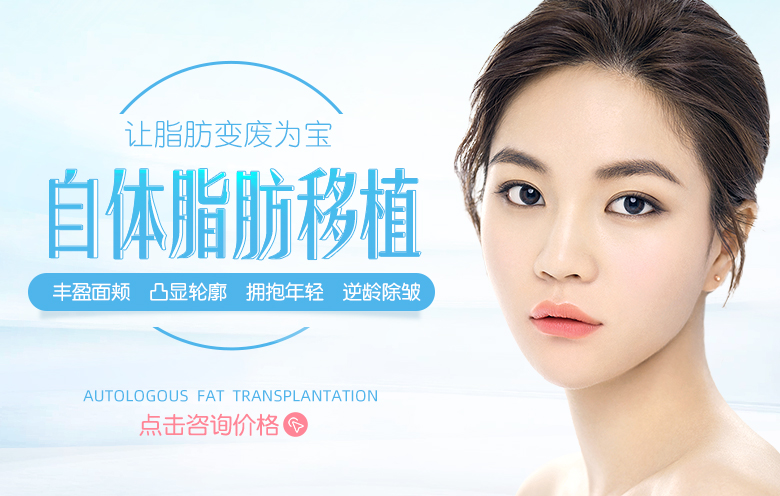 让脂肪变废为宝
自体脂肪移植
丰盈面颊 凸显轮廓 拥抱年轻 逆龄除皱
AUTOLOGOUS FAT TRANSPLANTATION
点击咨询价格